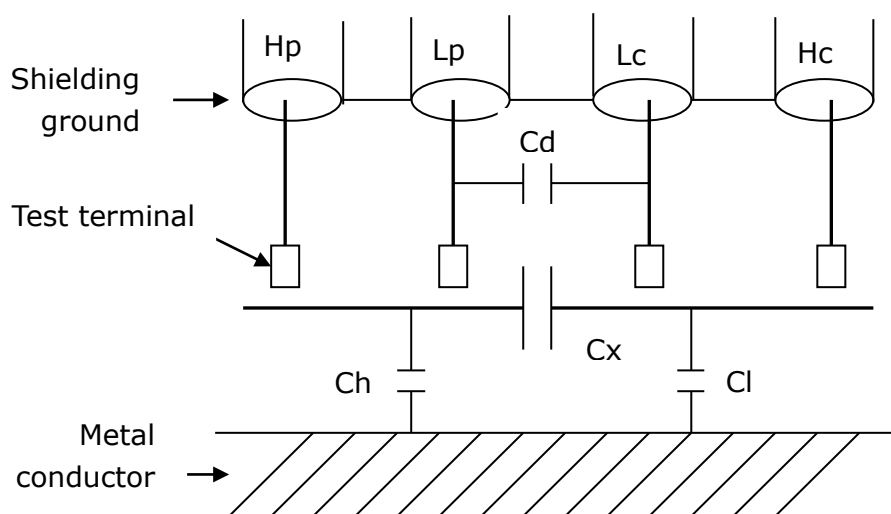 Hp
Lp
Lc
Hc
Shielding
ground
Cd
Test terminal
Cx
Ch
Cl
Metal
conductor